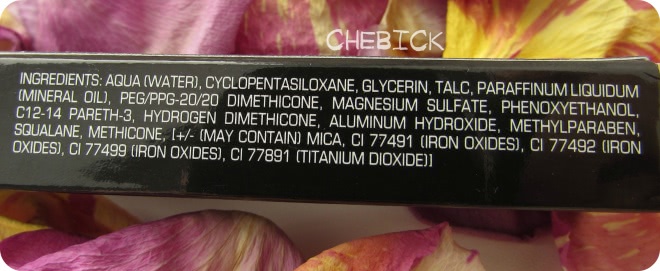 CHEBICK
INGREDIENTS: AQUA (WATER), CYCLOPENTASILOXANE, GLYCERIN, TALC, PARAFFINUM LIQUIDUM
(MINERAL OIL), PEG/PPG-20/20 DIMETHICONE, MAGNESIUM SULFATE, PHENOXYETHANOL,
C12-14 PARETH-3, HYDROGEN DIMETHICONE, ALUMINUM HYDROXIDE, METHYLPARABEN,
SQUALANE, METHICONE, [+/- (MAY CONTAIN) MICA, CI 77491 (IRON OXIDES), CI 77492 (IRON
OXIDES), CI 77499 (IRON OXIDES), CI 77891 (TITANIUM DIOXIDE)]